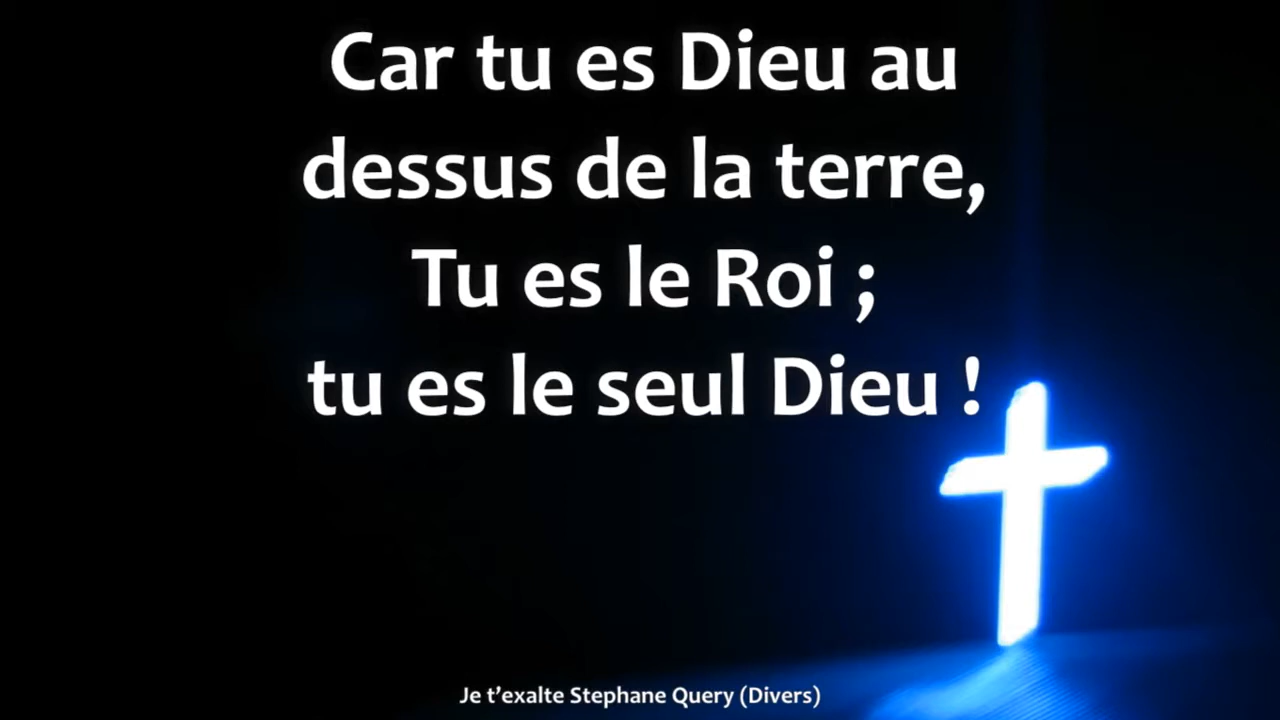 Car tu es Dieu au
dessus de la terre,
Tu es le Roi ;
tu es le seul Dieu !
Je t’exalte Stephane Query (Divers)